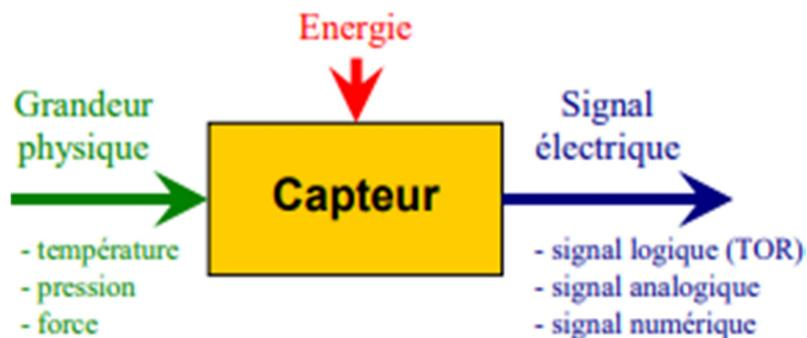 Energie
Grandeur
physique
Capteur
Signal
électrique
- température
- pression
- force
- signal logique (TOR)
- signal analogique
- signal numérique